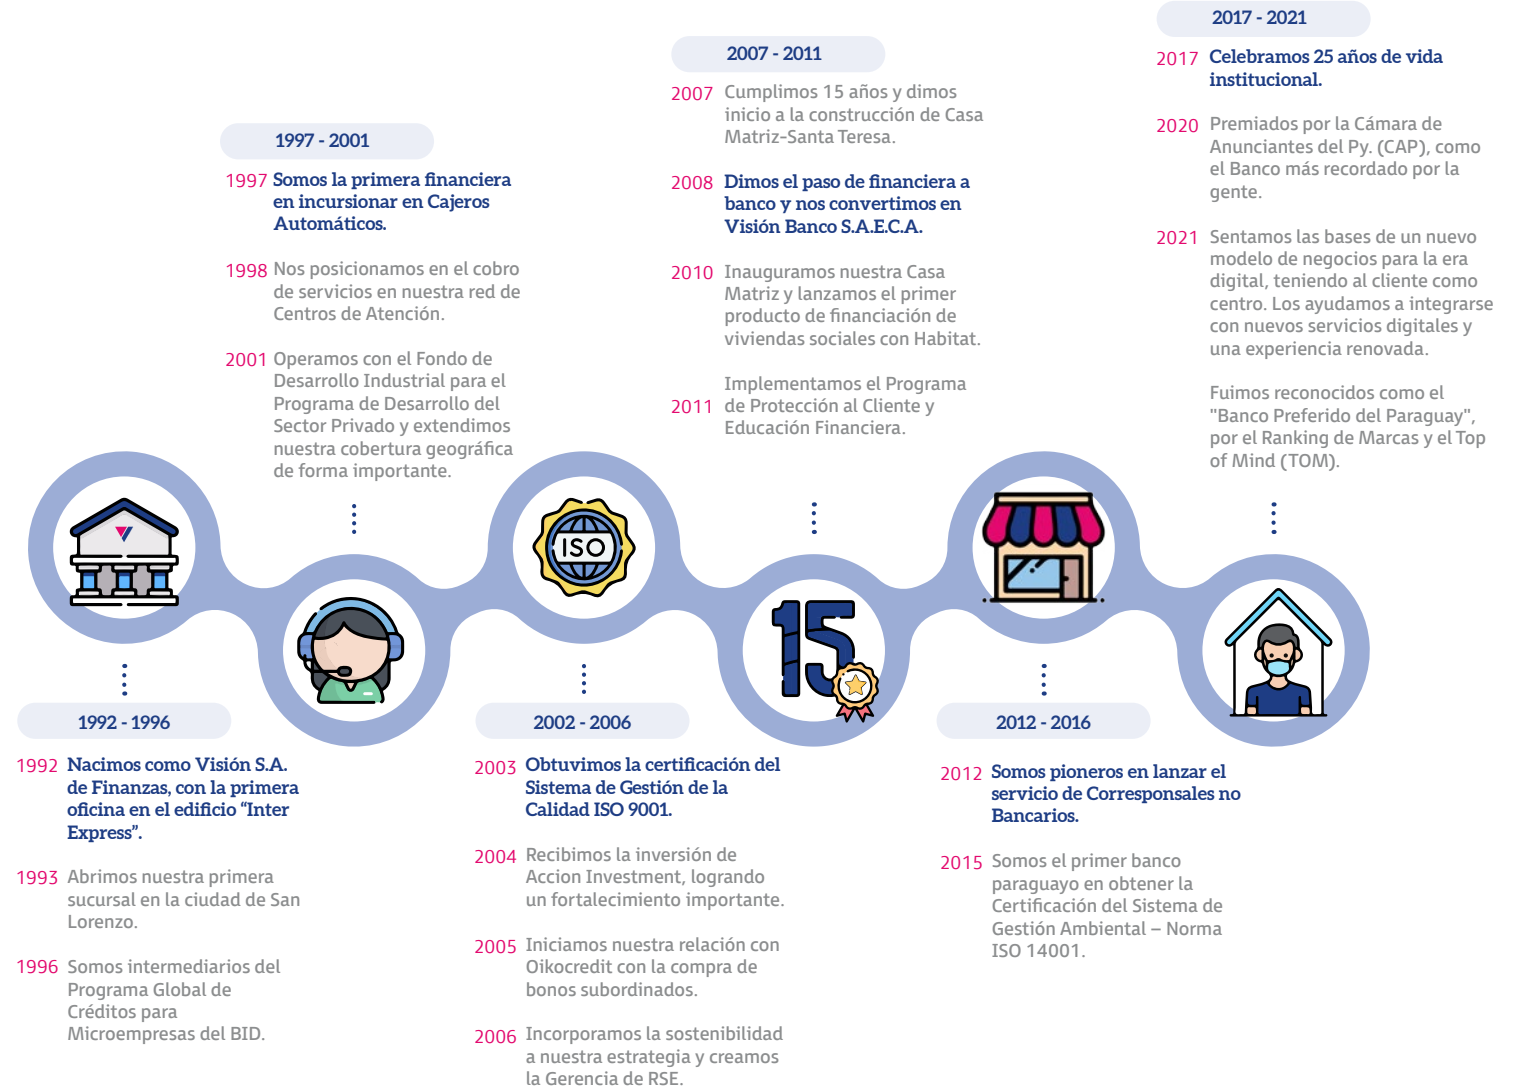 1992 - 1996
1992 Nacimos como Visión S.A.
de Finanzas, con la primera
oficina en el edificio “Inter
Express”.
1993 Abrimos nuestra primera
sucursal en la ciudad de San
Lorenzo.
1996 Somos intermediarios del
Programa Global de
Créditos para
Microempresas del BID.
1997 - 2001
1997 Somos la primera financiera
en incursionar en Cajeros
Automáticos.
1998 Nos posicionamos en el cobro
de servicios en nuestra red de
Centros de Atención.
2001 Operamos con el Fondo de
Desarrollo Industrial para el
Programa de Desarrollo del
Sector Privado y extendimos
nuestra cobertura geográfica
de forma importante.
ISO
2002 - 2006
2003 Obtuvimos la certificación del
Sistema de Gestión de la
Calidad ISO 9001.
2004 Recibimos la inversión de
Accion Investment, logrando
un fortalecimiento importante.
2005 Iniciamos nuestra relación con
Oikocredit con la compra de
bonos subordinados.
2006 Incorporamos la sostenibilidad
a nuestra estrategia y creamos
la Gerencia de RSE.
2007 - 2011
2007 Cumplimos 15 años y dimos
inicio a la construcción de Casa
Matriz-Santa Teresa.
2008 Dimos el paso de financiera a
banco y nos convertimos en
Visión Banco S.A.E.C.A.
2010 Inauguramos nuestra Casa
Matriz y lanzamos el primer
producto de financiación de
viviendas sociales con Habitat.
Implementamos el Programa
2011 de Protección al Cliente y
Educación Financiera.
15
2012 - 2016
2012 Somos pioneros en lanzar el
servicio de Corresponsales no
Bancarios.
2015 Somos el primer banco
paraguayo en obtener la
Certificación del Sistema de
Gestión Ambiental – Norma
ISO 14001.
2017 - 2021
2017 Celebramos 25 años de vida
institucional.
2020 Premiados por la Cámara de
Anunciantes del Py. (CAP), como
el Banco más recordado por la
gente.
2021 Sentamos las bases de un nuevo
modelo de negocios para la era
digital, teniendo al cliente como
centro. Los ayudamos a integrarse
con nuevos servicios digitales y
una experiencia renovada.
Fuimos reconocidos como el
"Banco Preferido del Paraguay",
por el Ranking de Marcas y el Top
of Mind (TOM).